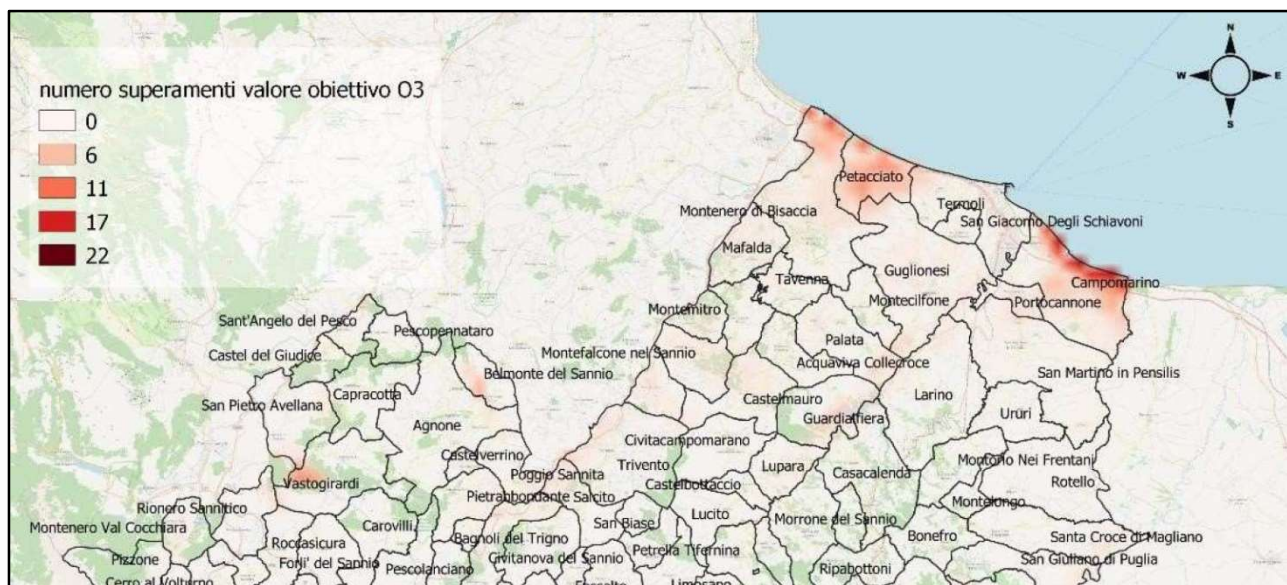 numero superamenti valore obiettivo O3
0
6
11
17
22
N
W E
S
Petacciato
Termoli
Montenero di Bisaccia
San Giacomo Degli Schiavoni
Mafalda
Guglionesi
Tavenna
Campomarino
Montecilfone
Portocannone
Montemitro
Sant'Angelo del Pesco
Pescopennataro
Palata
Castel del Giudice
Montefalcone nel Sannio
Acquaviva Collecroce
Belmonte del Sannio
San Martino in Pensilis
Capracotta
Castelmauro
Larino
San Pietro Avellana
Guardialfiera
Ururi
Agnone
Civitacampomarano
Castelverrino
Montorio Nei Frentani
Poggio Sannita
Trivento
Lupara
Casacalenda
Vastogirardi
Castelbottaccio
Rotello
Pietrabbondante
Salcito
Montelongo
Rionero Sannitico
Lucito
Morrone del Sannio
Montenero Val Cocchiara
Carovilli
San Biase
Roccasicura
Bagnoli del Trigno
Bonefro
Santa Croce di Magliano
Pizzone
Forli' del Sannio
Civitanova del Sannio
Petrella Tifernina
San Giuliano di Puglia
Pescolanciano
Ripabottoni
Cerro al Volturno
Fossalto
Limosano